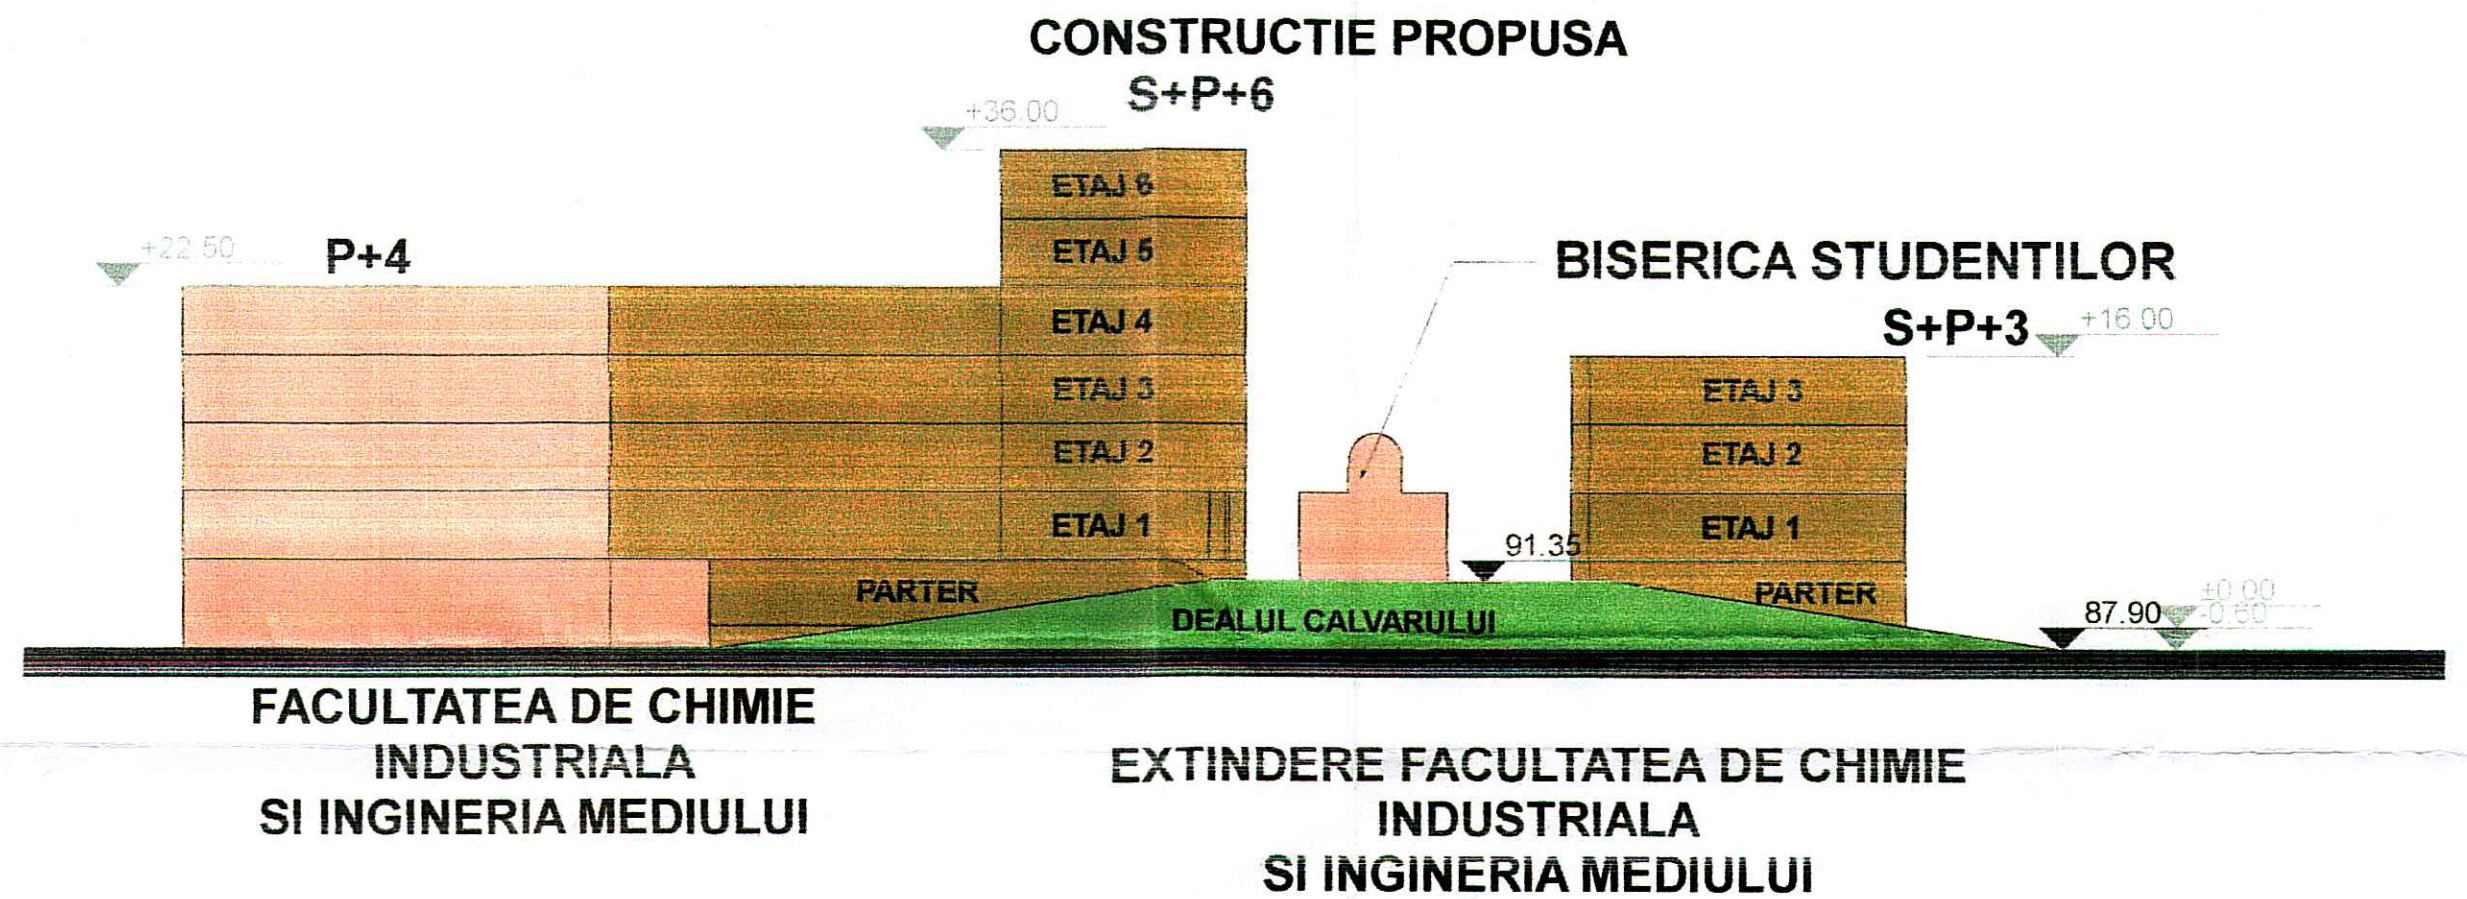 CONSTRUCTIE PROPUSA
S+P+6
+36.00
ETAJ 6
ETAJ 5
+22.50
P+4
BISERICA STUDENTILOR
S+P+3
+16.00
ETAJ 4
ETAJ 3
ETAJ 2
ETAJ 1
PARTER
ETAJ 3
ETAJ 2
ETAJ 1
91.35
PARTER
DEALUL CALVARULUI
87.90
±0.00
-0.60
FACULTATEA DE CHIMIE
INDUSTRIALA
SI INGINERIA MEDIULUI
EXTINDERE FACULTATEA DE CHIMIE
INDUSTRIALA
SI INGINERIA MEDIULUI